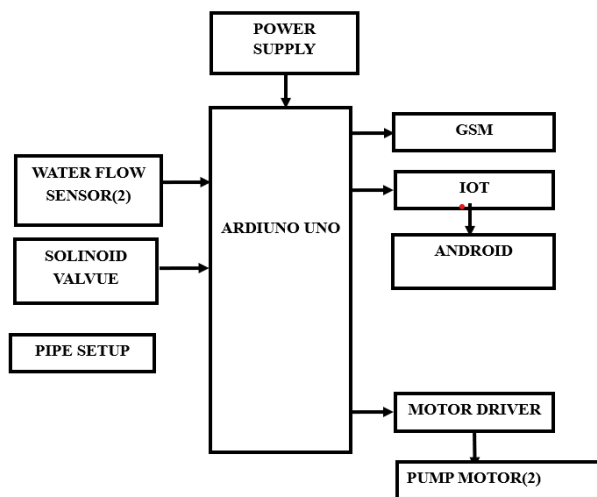 POWER
SUPPLY
GSM
WATER FLOW
SENSOR(2)
IOT
ARDIUNO UNO
SOLINOID
VALVUE
ANDROID
PIPE SETUP
MOTOR DRIVER
PUMP MOTOR(2)